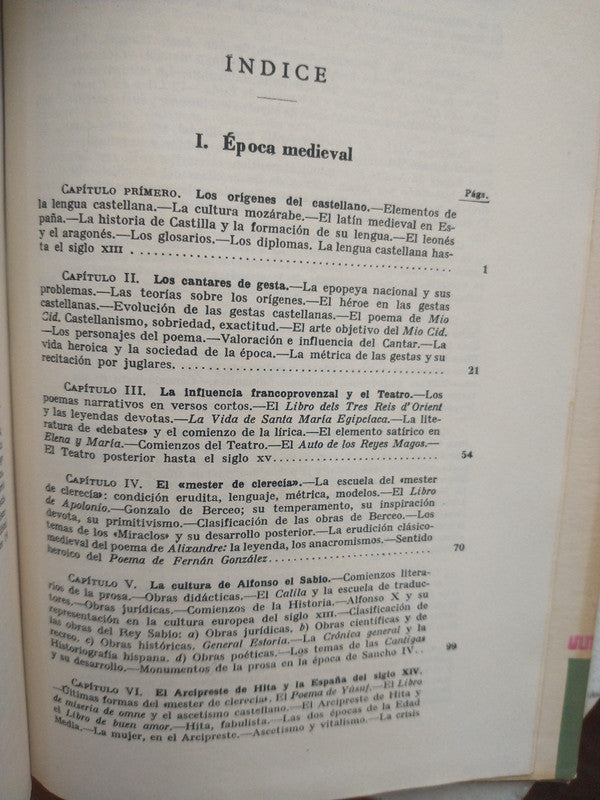 ÍNDICE
I. Época medieval
Págs.
CAPÍTULO PRÍMERO. Los orígenes del castellano.—Elementos de
la lengua castellana.—La cultura mozárabe.—El latín medieval en Es-
paña.—La historia de Castilla y la formación de su lengua.—El leonés
y el aragonés.—Los glosarios.—Los diplomas. La lengua castellana has-
ta el siglo XIII ........ 1
CAPÍTULO II. Los cantares de gesta.—La epopeya nacional y sus
problemas.—Las teorías sobre los orígenes.—El héroe en las gestas
castellanas.—Evolución de las gestas castellanas.—El poema de Mio
Cid. Castellanismo, sobriedad, exactitud.—El arte objetivo del Mio Cid.
—Los personajes del poema.—Valoración e influencia del Cantar.—La
vida heroica y la sociedad de la época.—La métrica de las gestas y su
recitación por juglares. ........ 21
CAPÍTULO III. La influencia francoprovenzal y el Teatro.—Los
poemas narrativos en versos cortos.—El Libro dels Tres Reis d'Orient
y las leyendas devotas.—La Vida de Santa María Egipcíaca.—La lite-
ratura de «debates» y el comienzo de la lírica.—El elemento satírico en
Elena y María.—Comienzos del Teatro.—El Auto de los Reyes Magos.—
El Teatro posterior hasta el siglo XV ........ 54
CAPÍTULO IV. El «mester de clerecía».—La escuela del «mester
de clerecía»: condición erudita, lenguaje, métrica, modelos.—El Libro
de Apolonio.—Gonzalo de Berceo; su temperamento, su inspiración
devota, su primitivismo.—Clasificación de las obras de Berceo.—Los
temas de los «Miraclos» y su desarrollo posterior.—La erudición clásico-
medieval del poema de Alixandre: la leyenda, los anacromismos.—Sentido
heroico del Poema de Fernán González ........ 70
CAPÍTULO V. La cultura de Alfonso el Sabio.—Comienzos litera-
rios de la prosa.—Obras didácticas.—El Calila y la escuela de traduc-
tores.—Obras jurídicas.—Comienzos de la Historia.—Alfonso X y su
representación en la cultura europea del siglo XIII.—Clasificación de
las obras del Rey Sabio: a) Obras jurídicas. b) Obras científicas y de
recreo. c) Obras históricas. General Estoria.—La Crónica general y la
Historiografía hispana. d) Obras poéticas.—Los temas de las Cantigas
y su desarrollo.—Monumentos de la prosa en la época de Sancho IV.. 99
CAPÍTULO VI. El Arcipreste de Hita y la España del siglo XIV.
—Últimas formas del «mester de clerecía». El Poema de Yúsuf.—El Libro
de miseria de omne y el ascetismo castellano.—El Arcipreste de Hita y
el Libro de buen amor.—Hita, fabulista.—Las dos épocas de la Edad
Media.—La mujer, en el Arcipreste.—Ascetismo y vitalismo.—La crisis